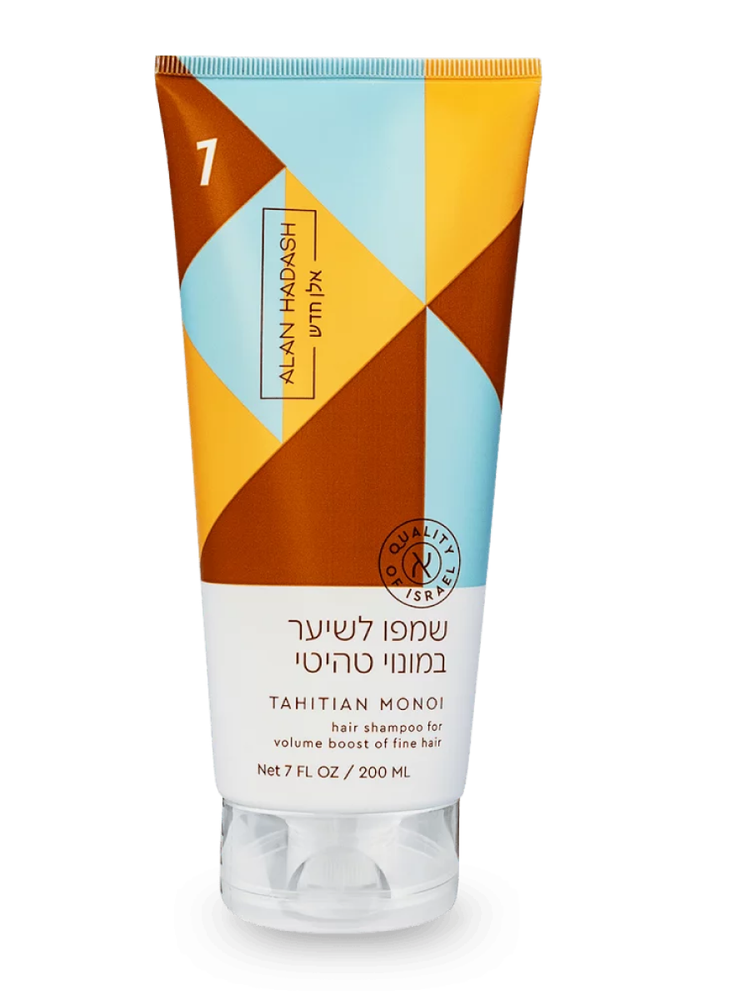 1
ALAN HADASH
אלן חדש
QUALITY OF ISRAEL
א
שמפו לשיער
במונוי טהיטי
TAHITIAN MONOI
hair shampoo for
volume boost of fine hair
Net 7 FL OZ / 200 ML